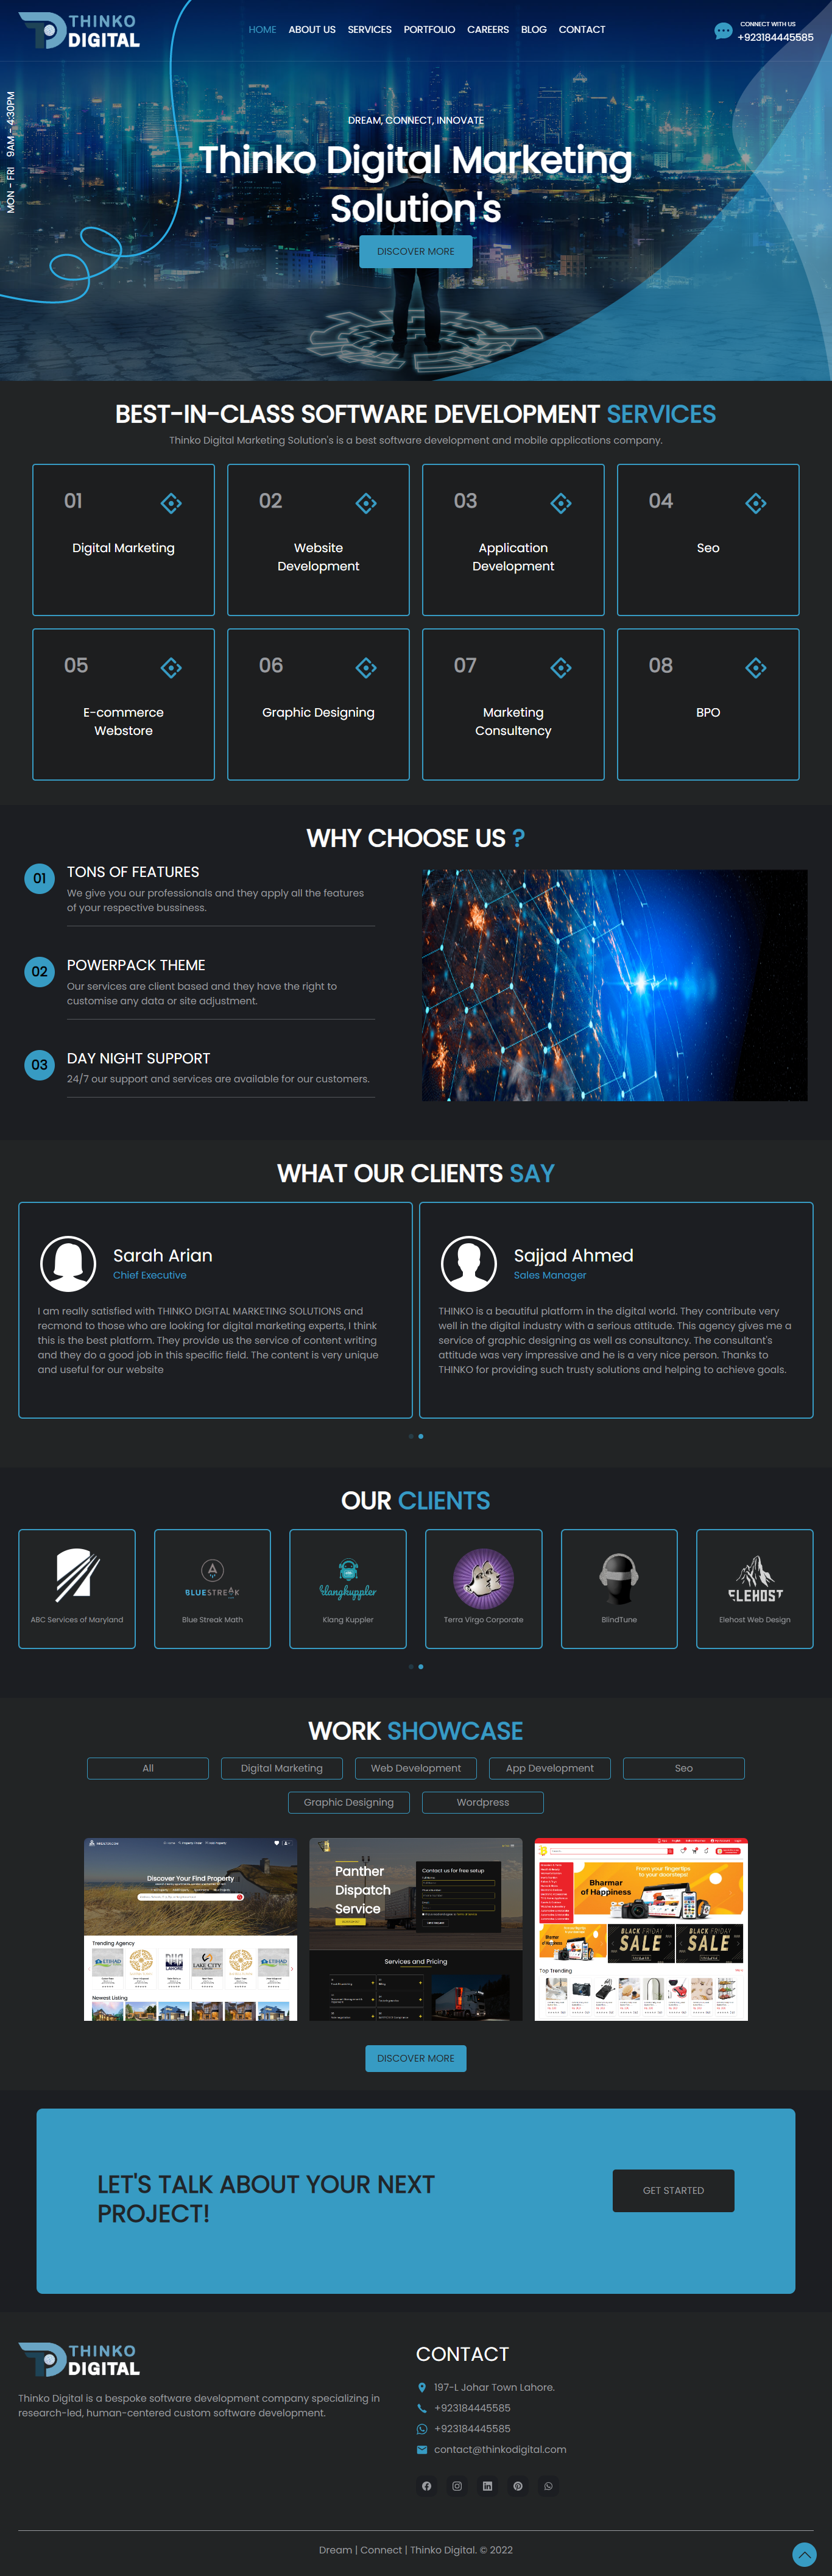 THINKO
DIGITAL
HOME ABOUT US SERVICES PORTFOLIO CAREERS BLOG CONTACT
CONNECT WITH US
+923184445585
MON - FRI 9AM - 4:30PM
DREAM, CONNECT, INNOVATE
Thinko Digital Marketing
Solution's
DISCOVER MORE
BEST-IN-CLASS SOFTWARE DEVELOPMENT SERVICES
Thinko Digital Marketing Solution's is a best software development and mobile applications company.
01
Digital Marketing
02
Website
Development
03
Application
Development
04
Seo
05
E-commerce
Webstore
06
Graphic Designing
07
Marketing
Consultency
08
BPO
WHY CHOOSE US ?
01
TONS OF FEATURES
We give you our professionals and they apply all the features
of your respective bussiness.
02
POWERPACK THEME
Our services are client based and they have the right to
customise any data or site adjustment.
03
DAY NIGHT SUPPORT
24/7 our support and services are available for our customers.
WHAT OUR CLIENTS SAY
Sarah Arian
Chief Executive
I am really satisfied with THINKO DIGITAL MARKETING SOLUTIONS and
recmond to those who are looking for digital marketing experts, I think
this is the best platform. They provide us the service of content writing
and they do a good job in this specific field. The content is very unique
and useful for our website
Sajjad Ahmed
Sales Manager
THINKO is a beautiful platform in the digital world. They contribute very
well in the digital industry with a serious attitude. This agency gives me a
service of graphic designing as well as consultancy. The consultant's
attitude was very impressive and he is a very nice person. Thanks to
THINKO for providing such trusty solutions and helping to achieve goals.
OUR CLIENTS
ABC Services of Maryland
BLUESTREAK
Blue Streak Math
Klangkuppler
Klang Kuppler
Terra Virgo Corporate
BlindTune
ELEHOST
Elehost Web Design
WORK SHOWCASE
All
Digital Marketing
Web Development
App Development
Seo
Graphic Designing
Wordpress
Discover Your Find Property
Trending Agency
ETIHAD
LAHORE
LAKE CITY
ETIHAD
Newest Listing
Panther
Dispatch
Service
Contact us for free setup
Services and Pricing
From your fingertips
to your doorstep!
Bharmar
of Happiness
BLACK FRIDAY
SALE
BLACK FRIDAY
SALE
Top Trending
DISCOVER MORE
LET'S TALK ABOUT YOUR NEXT
PROJECT!
GET STARTED
THINKO
DIGITAL
Thinko Digital is a bespoke software development company specializing in
research-led, human-centered custom software development.
CONTACT
197-L Johar Town Lahore.
+923184445585
+923184445585
contact@thinkodigital.com
Dream | Connect | Thinko Digital. © 2022